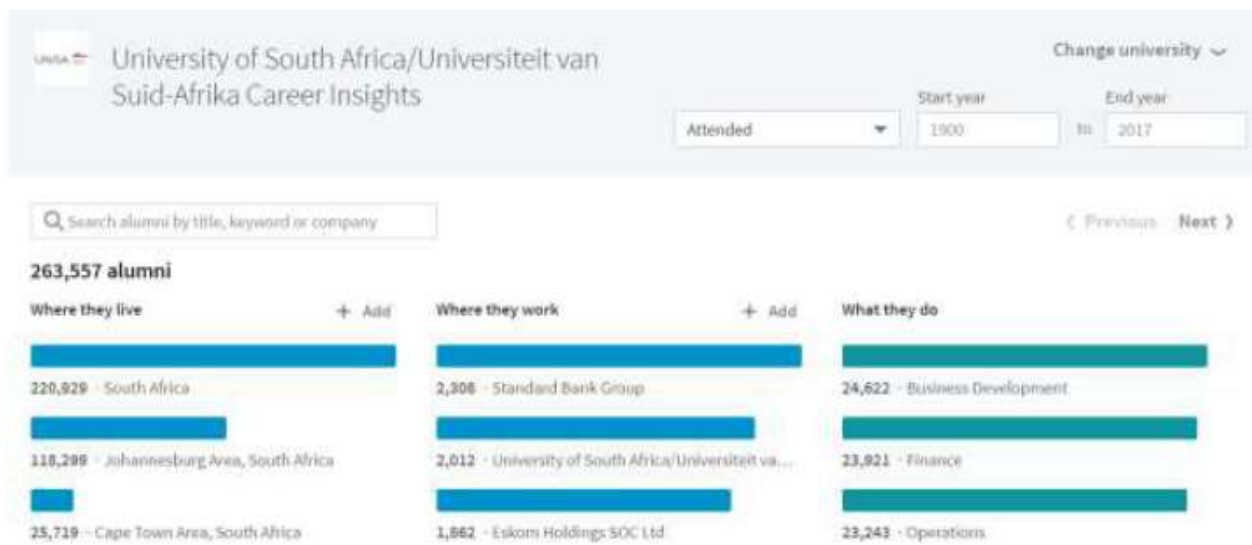 UNISA
University of South Africa/Universiteit van
Suid-Afrika Career Insights
Change university
Start year
End year
Attended
1900
to
2017
Search alumni by title, keyword or company
Previous
Next
263,557 alumni
Where they live
+ Add
Where they work
+ Add
What they do
220,929 · South Africa
2,308 · Standard Bank Group
24,622 · Business Development
118,299 · Johannesburg Area, South Africa
2,012 · University of South Africa/Universiteit va...
23,921 · Finance
25,719 · Cape Town Area, South Africa
1,862 · Eskom Holdings SOC Ltd
23,243 · Operations